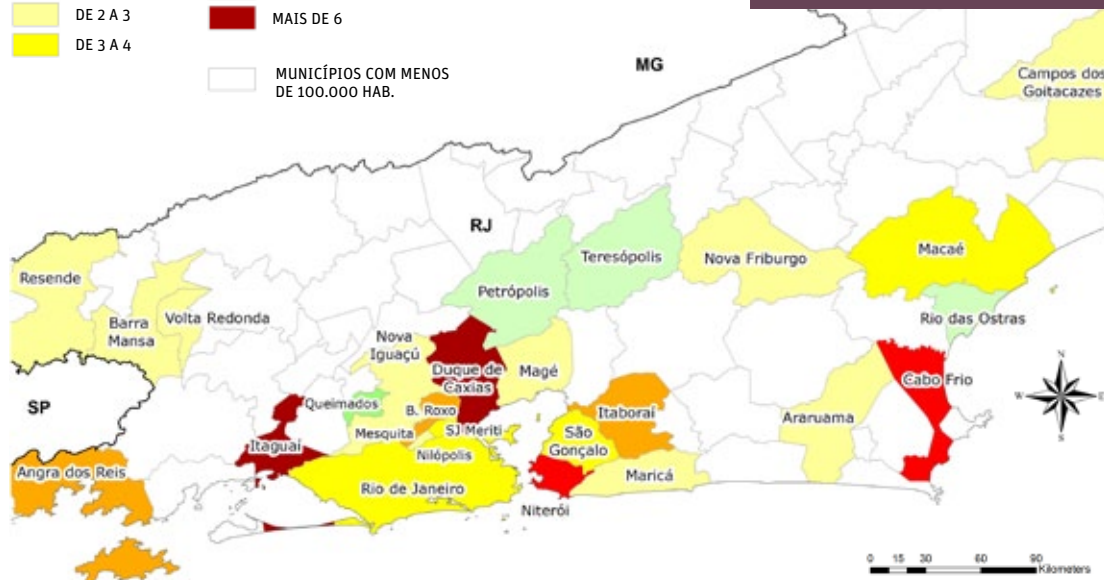 DE 2 A 3
DE 3 A 4
MAIS DE 6
MUNICÍPIOS COM MENOS
DE 100.000 HAB.
MG
Campos dos
Goitacazes
RJ
Macaé
Teresópolis
Nova Friburgo
Resende
Petrópolis
Rio das Ostras
Barra
Mansa
Volta Redonda
Nova
Iguaçú
Magé
Duque de
Caxias
Cabo Frio
N
W
E
S
SP
Queimados
B. Roxo
Itaboraí
Araruama
Itaguaí
Mesquita
SJ Meriti
São
Gonçalo
Nilópolis
Angra dos Reis
Maricá
Rio de Janeiro
Niterói
0 15 30 60 90
Kilometers